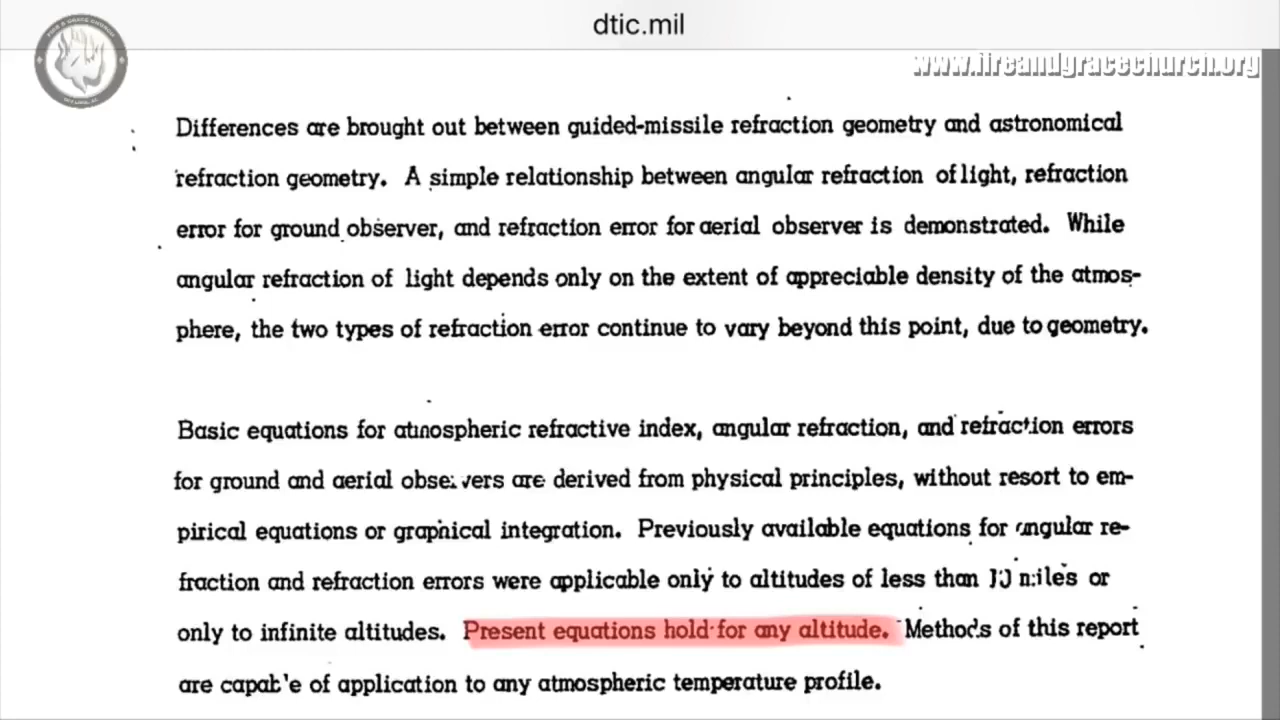 dtic.mil
FIRE & GRACE CHURCH
www.fireandgracechurch.org
Differences are brought out between guided-missile refraction geometry and astronomical
refraction geometry. A simple relationship between angular refraction of light, refraction
error for ground observer, and refraction error for aerial observer is demonstrated. While
angular refraction of light depends only on the extent of appreciable density of the atmos-
phere, the two types of refraction error continue to vary beyond this point, due to geometry.
Basic equations for atmospheric refractive index, angular refraction, and refraction errors
for ground and aerial observers are derived from physical principles, without resort to em-
pirical equations or graphical integration. Previously available equations for angular re-
fraction and refraction errors were applicable only to altitudes of less than 10 miles or
only to infinite altitudes. Present equations hold for any altitude. Methods of this report
are capable of application to any atmospheric temperature profile.